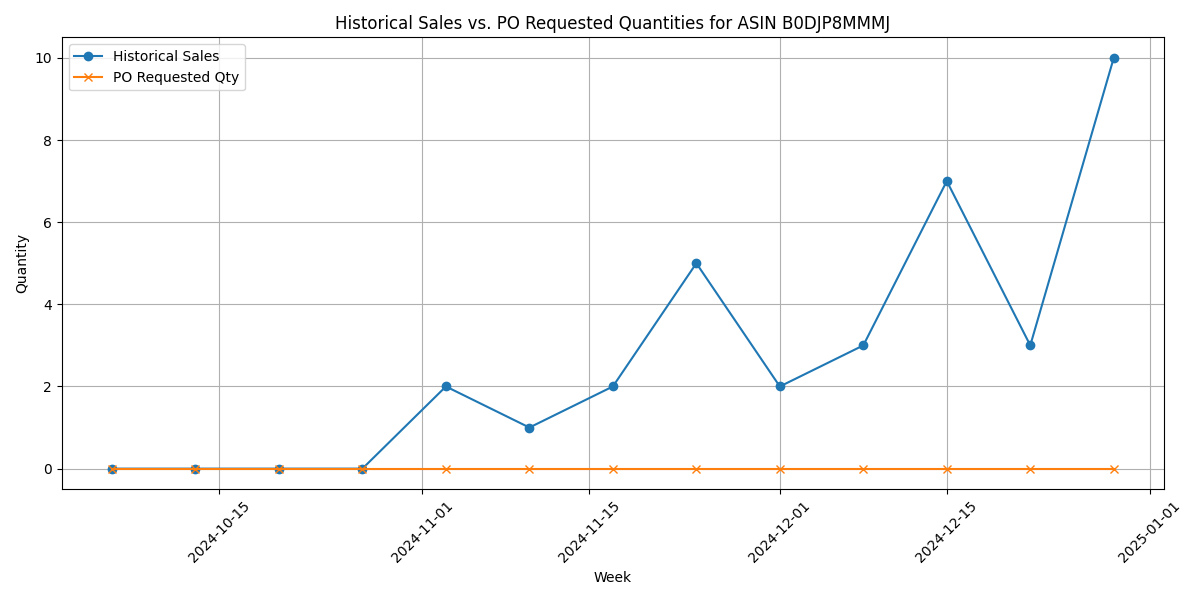 Historical Sales vs. PO Requested Quantities for ASIN B0DJP8MMMJ
Historical Sales
PO Requested Qty
Quantity
10
8
6
4
2
0
2024-10-15
2024-11-01
2024-11-15
2024-12-01
2024-12-15
2025-01-01
Week